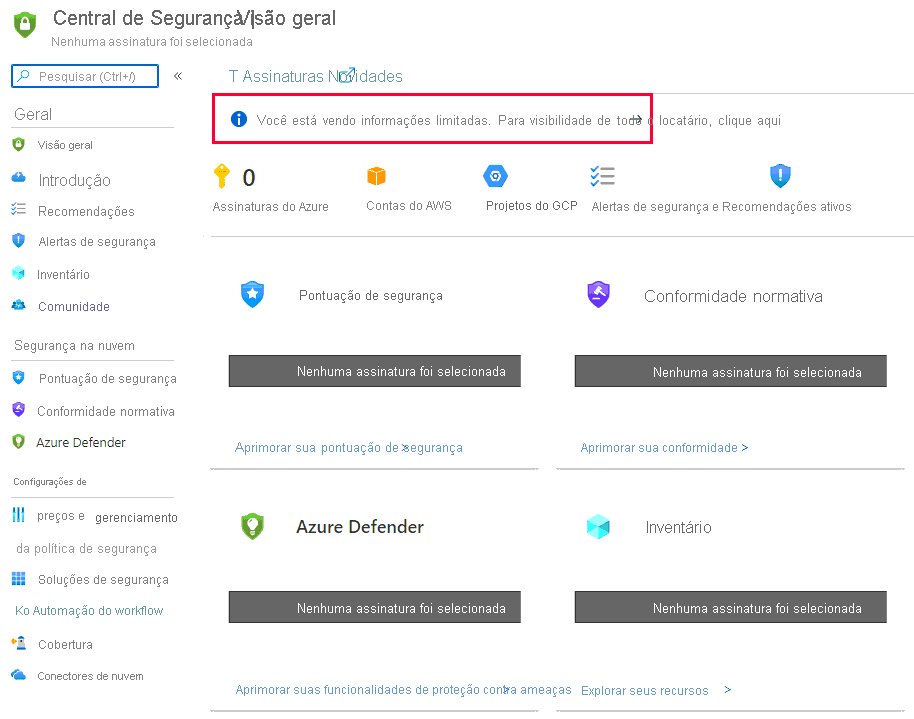 Central de Segurança Visão geral
Nenhuma assinatura foi selecionada
Pesquisar (Ctrl+/)
«
Geral
Visão geral
Introdução
Recomendações
Alertas de segurança
Inventário
Comunidade
Segurança na nuvem
Pontuação de segurança
Conformidade normativa
Azure Defender
Configurações de
preços e gerenciamento
da política de segurança
Soluções de segurança
Ko Automação do workflow
Cobertura
Conectores de nuvem
T Assinaturas Novidades
Você está vendo informações limitadas. Para visibilidade de todo o locatário, clique aqui →
0
Assinaturas do Azure
Contas do AWS
Projetos do GCP
Alertas de segurança e Recomendações ativos
Pontuação de segurança
Nenhuma assinatura foi selecionada
Aprimorar sua pontuação de segurança >
Conformidade normativa
Nenhuma assinatura foi selecionada
Aprimorar sua conformidade >
Azure Defender
Nenhuma assinatura foi selecionada
Aprimorar suas funcionalidades de proteção contra ameaças >
Inventário
Nenhuma assinatura foi selecionada
Explorar seus recursos >